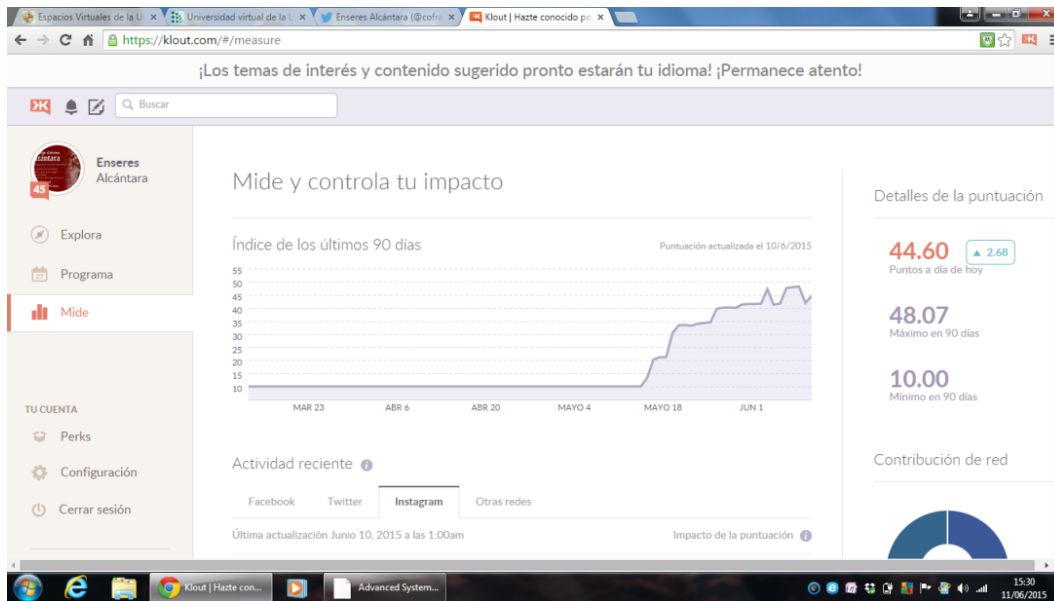 Espacios Virtuales de la U
Universidad virtual de la U
Enseres Alcántara (@cofra
Klout | Hazte conocido po
https://klout.com/#/measure
¡Los temas de interés y contenido sugerido pronto estarán tu idioma! ¡Permanece atento!
Buscar
Enseres
Alcántara
45
Explora
Programa
27
Mide
TU CUENTA
Perks
Configuración
Cerrar sesión
Mide y controla tu impacto
Índice de los últimos 90 días
Puntuación actualizada el 10/6/2015
55
50
45
40
35
30
25
20
15
10
MAR 23 ABR 6 ABR 20 MAYO 4 MAYO 18 JUN 1
Actividad reciente
Facebook Twitter Instagram Otras redes
Última actualización Junio 10, 2015 a las 1:00am Impacto de la puntuación
Detalles de la puntuación
44.60 2.68
Puntos a día de hoy
48.07
Máximo en 90 días
10.00
Mínimo en 90 días
Contribución de red
Klout | Hazte con...
Advanced System...
15:30
11/06/2015